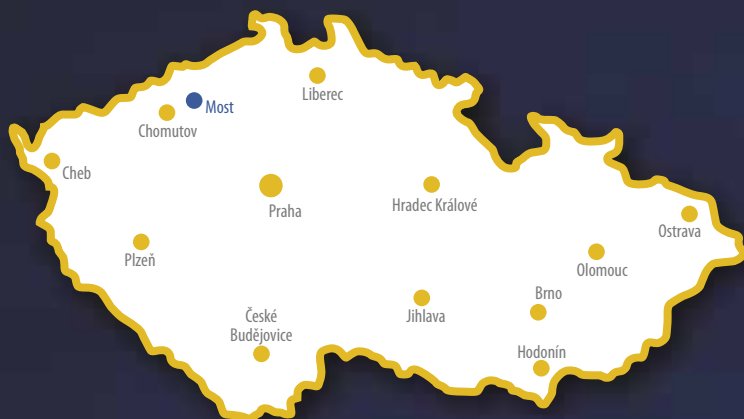 Liberec
Most
Chomutov
Cheb
Praha
Hradec Králové
Ostrava
Plzeň
Olomouc
Brno
České
Budějovice
Jihlava
Hodonín